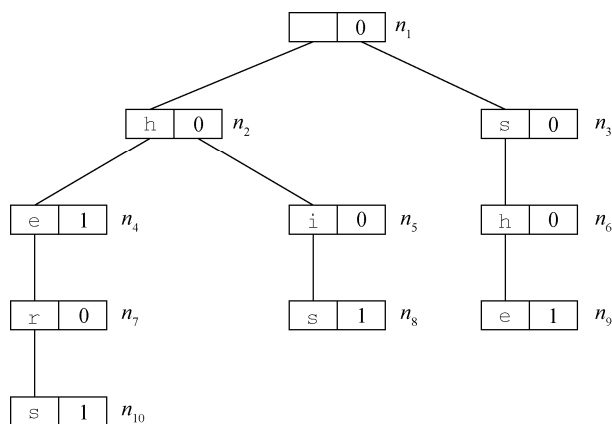 0 n₁
h 0 n₂ s 0 n₃
e 1 n₄ i 0 n₅ h 0 n₆
r 0 n₇ s 1 n₈ e 1 n₉
s 1 n₁₀